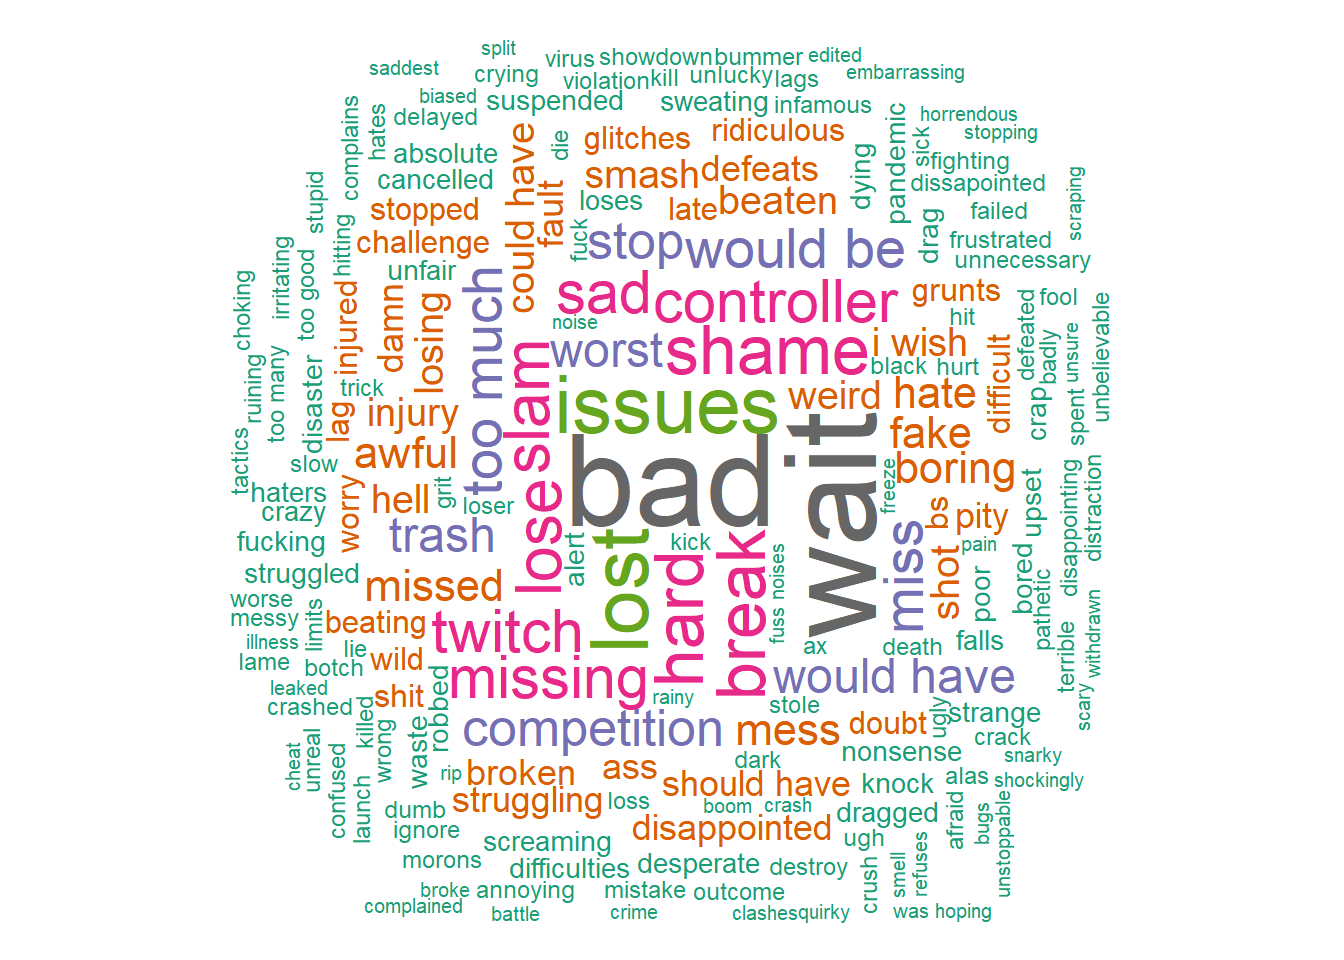 split
saddest
crying
virus
showdown
bummer
edited
violation
kill
unlucky
lags
embarrassing
biased
suspended
sweating
infamous
horrendous
hates
delayed
complains
die
glitches
ridiculous
pandemic
sick
stopping
absolute
could have
smash
defeats
dying
fighting
stupid
cancelled
fault
loses
late
beaten
dissapointed
scraping
stopped
fuck
stop
would be
drag
failed
hitting
challenge
frustrated
unnecessary
irritating
too good
unfair
too much
sad
controller
grunts
fool
choking
injured
damn
losing
noise
shame
i wish
hit
defeated
badly
unsure
unbelievable
ruining
too many
disaster
trick
slam
worst
black
hurt
difficult
crap
spent
lag
injury
issues
weird
hate
tactics
slow
awful
bad
wait
fake
boring
haters
worry
hell
grit
loser
lose
freeze
bs
pity
upset
disappointing
distraction
crazy
fucking
trash
alert
lost
kick
hard
break
miss
shot
pain
bored
struggled
missed
fuss
noises
poor
pathetic
worse
messy
limits
beating
twitch
ax
death
falls
terrible
withdrawn
illness
lie
lame
botch
wild
missing
would have
leaked
shit
rainy
stole
scary
crashed
killed
robbed
competition
mess
doubt
ugly
strange
cheat
unreal
confused
wrong
waste
nonsense
crack
snarky
rip
broken
ass
dark
should have
knock
alas
shockingly
launch
dumb
struggling
loss
boom
crash
dragged
afraid
bugs
unstoppable
ignore
disappointed
ugh
screaming
morons
difficulties
desperate
destroy
crush
smell
refuses
broke
annoying
mistake
outcome
complained
battle
crime
clashes
quirky
was hoping